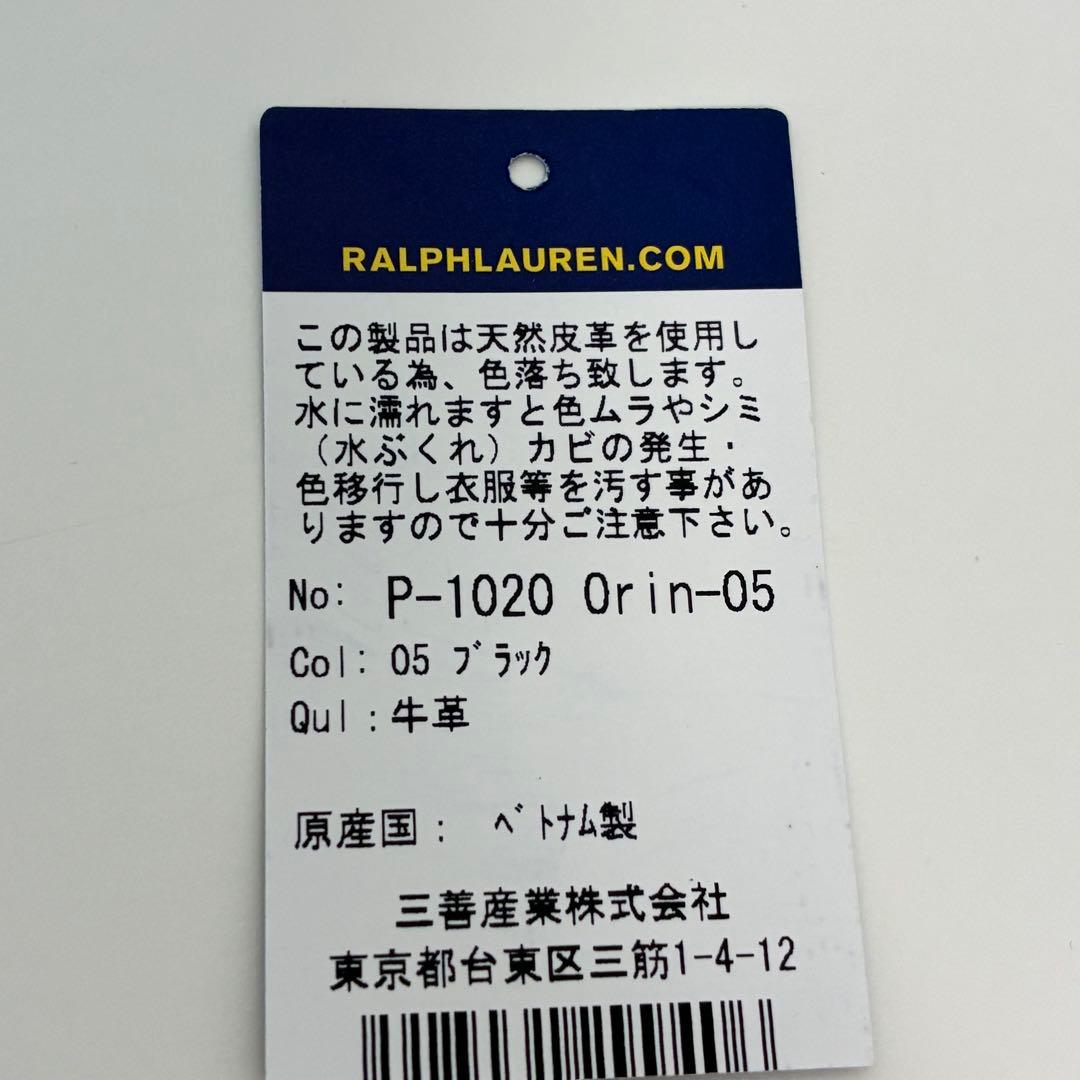 RALPHLAUREN.COM
この製品は天然皮革を使用し
ている為、色落ち致します。
水に濡れますと色ムラやシミ
（水ぶくれ）カビの発生・
色移行し衣服等を汚す事があ
りますので十分ご注意下さい。
No: P-1020 Orin-05
Col: 05 ﾌﾞﾗｯｸ
Qul:牛革
原産国: ﾍﾞﾄﾅﾑ製
三善産業株式会社
東京都台東区三筋1-4-12